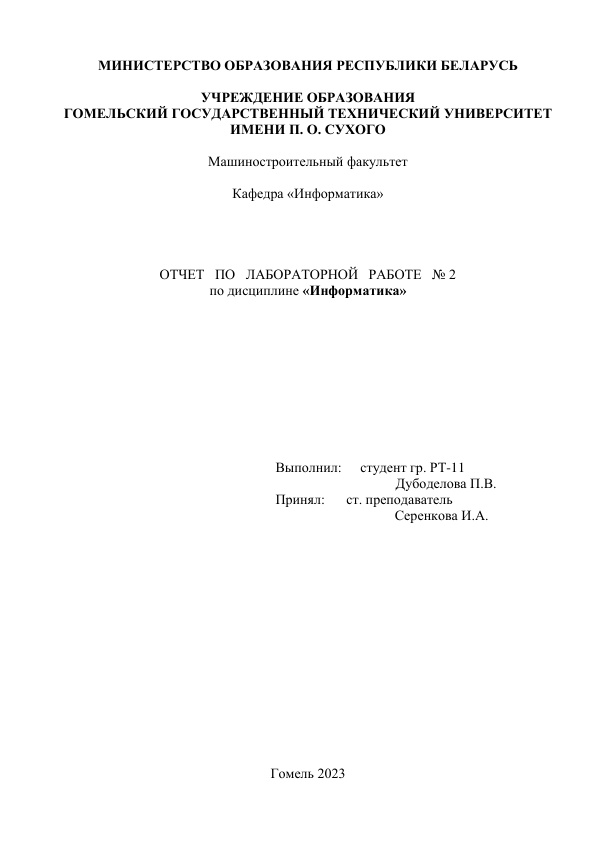 МИНИСТЕРСТВО ОБРАЗОВАНИЯ РЕСПУБЛИКИ БЕЛАРУСЬ
УЧРЕЖДЕНИЕ ОБРАЗОВАНИЯ
ГОМЕЛЬСКИЙ ГОСУДАРСТВЕННЫЙ ТЕХНИЧЕСКИЙ УНИВЕРСИТЕТ
ИМЕНИ П. О. СУХОГО
Машиностроительный факультет
Кафедра «Информатика»
ОТЧЕТ ПО ЛАБОРАТОРНОЙ РАБОТЕ № 2
по дисциплине «Информатика»
Выполнил: студент гр. РТ-11
Дубоделова П.В.
Принял: ст. преподаватель
Серенкова И.А.
Гомель 2023